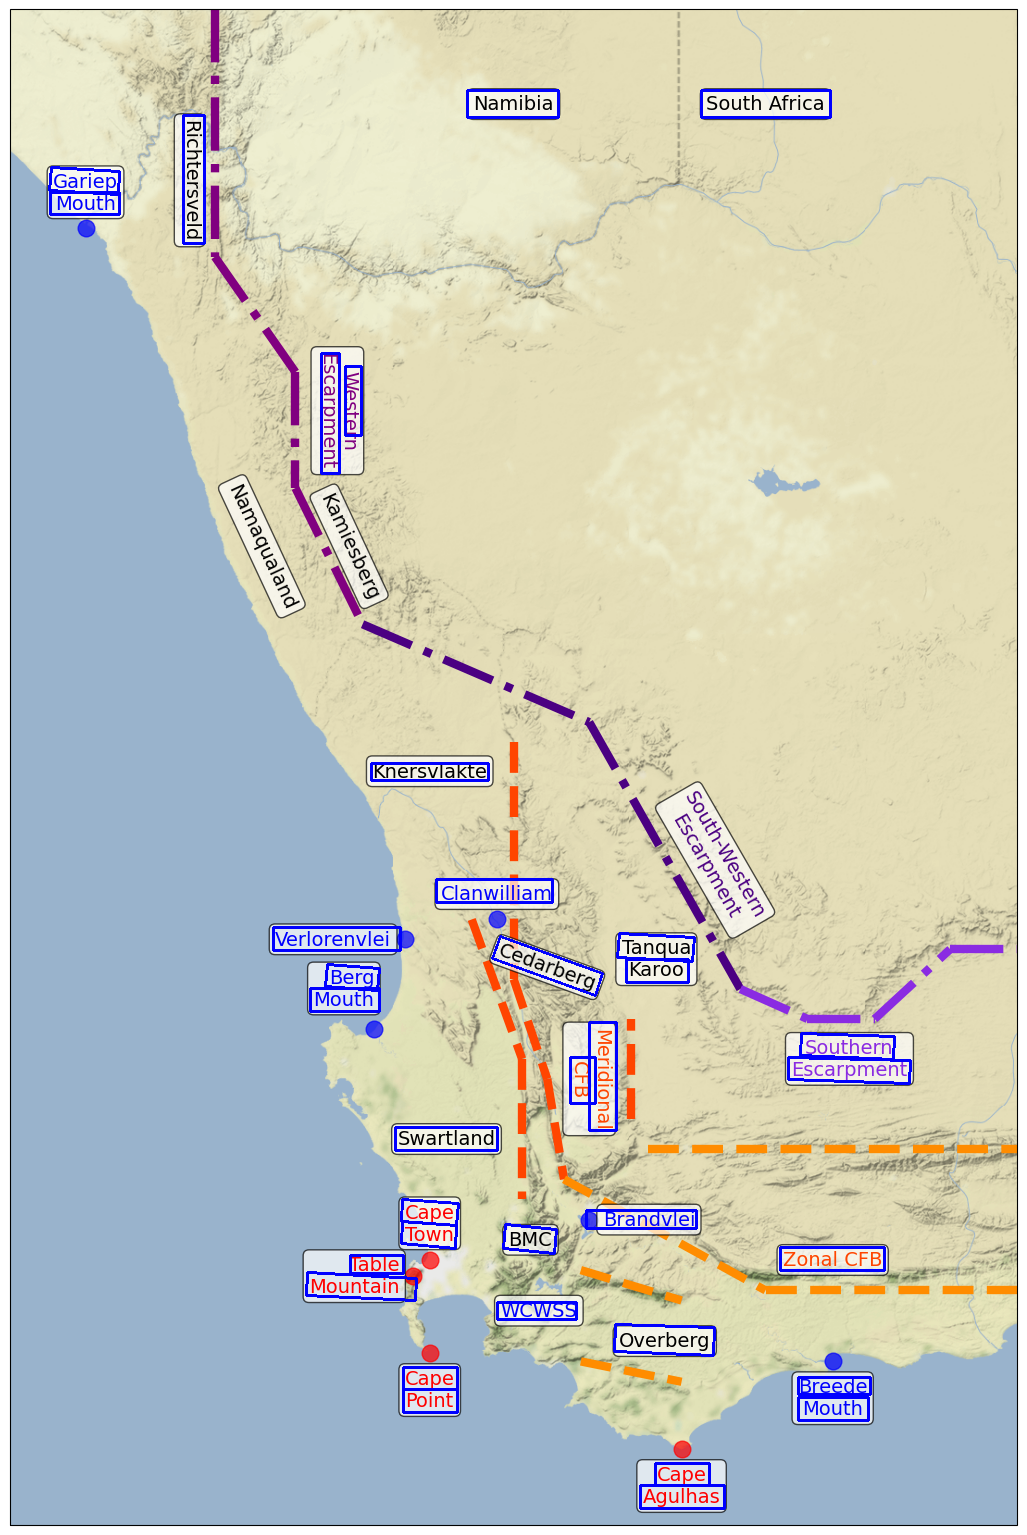 Namibia
South Africa
Richtersveld
Gariep
Mouth
Western
Escarpment
Namaqualand
Kamiesberg
Knersvlakte
South-Western
Escarpment
Clanwilliam
Verlorenvlei
Tanqua
Karoo
Cedarberg
Berg
Mouth
Southern
Escarpment
Meridional
CFB
Swartland
Cape
Town
Brandvlei
BMC
Zonal CFB
Table
Mountain
WCWSS
Overberg
Cape
Point
Breede
Mouth
Cape
Agulhas